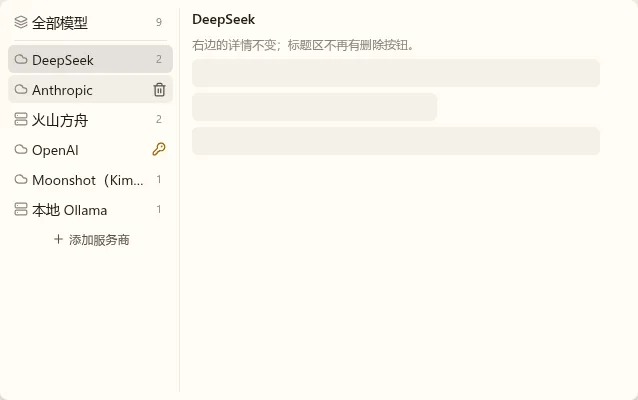 全部模型 9
DeepSeek 2
Anthropic
火山方舟 2
OpenAI
Moonshot（Kim... 1
本地 Ollama 1
添加服务商
DeepSeek
右边的详情不变；标题区不再有删除按钮。